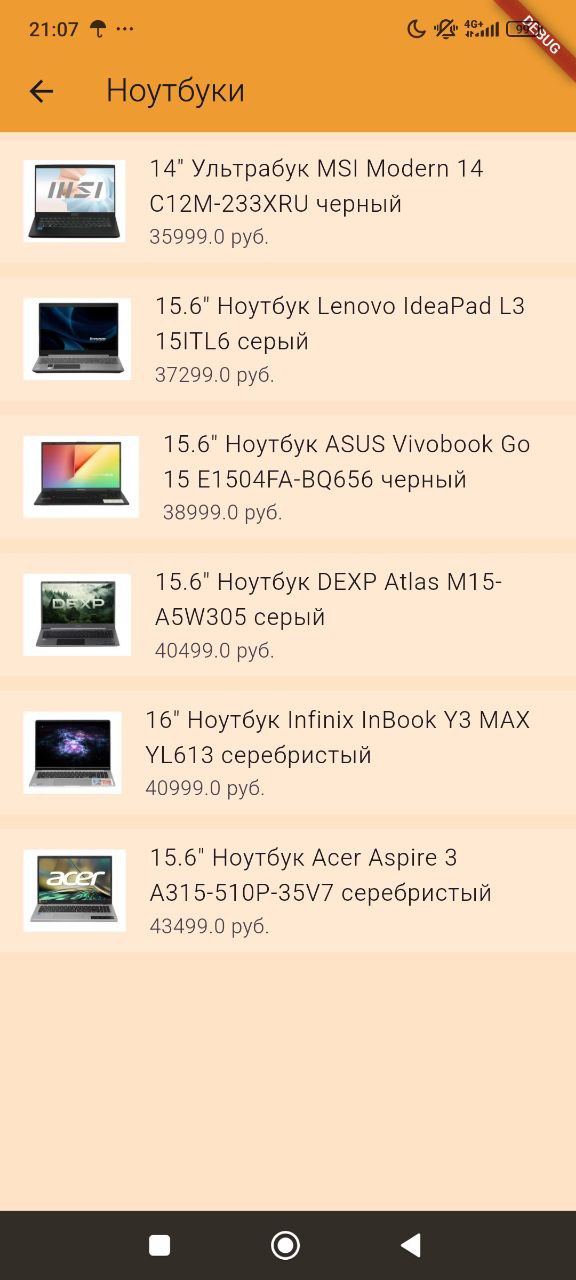 21:07
4G+
DEBUG
Ноутбуки
14" Ультрабук MSI Modern 14
C12M-233XRU черный
35999.0 руб.
15.6" Ноутбук Lenovo IdeaPad L3
15ITL6 серый
37299.0 руб.
15.6" Ноутбук ASUS Vivobook Go
15 E1504FA-BQ656 черный
38999.0 руб.
DEXP
15.6" Ноутбук DEXP Atlas M15-
A5W305 серый
40499.0 руб.
16" Ноутбук Infinix InBook Y3 MAX
YL613 серебристый
40999.0 руб.
acer
15.6" Ноутбук Acer Aspire 3
A315-510P-35V7 серебристый
43499.0 руб.